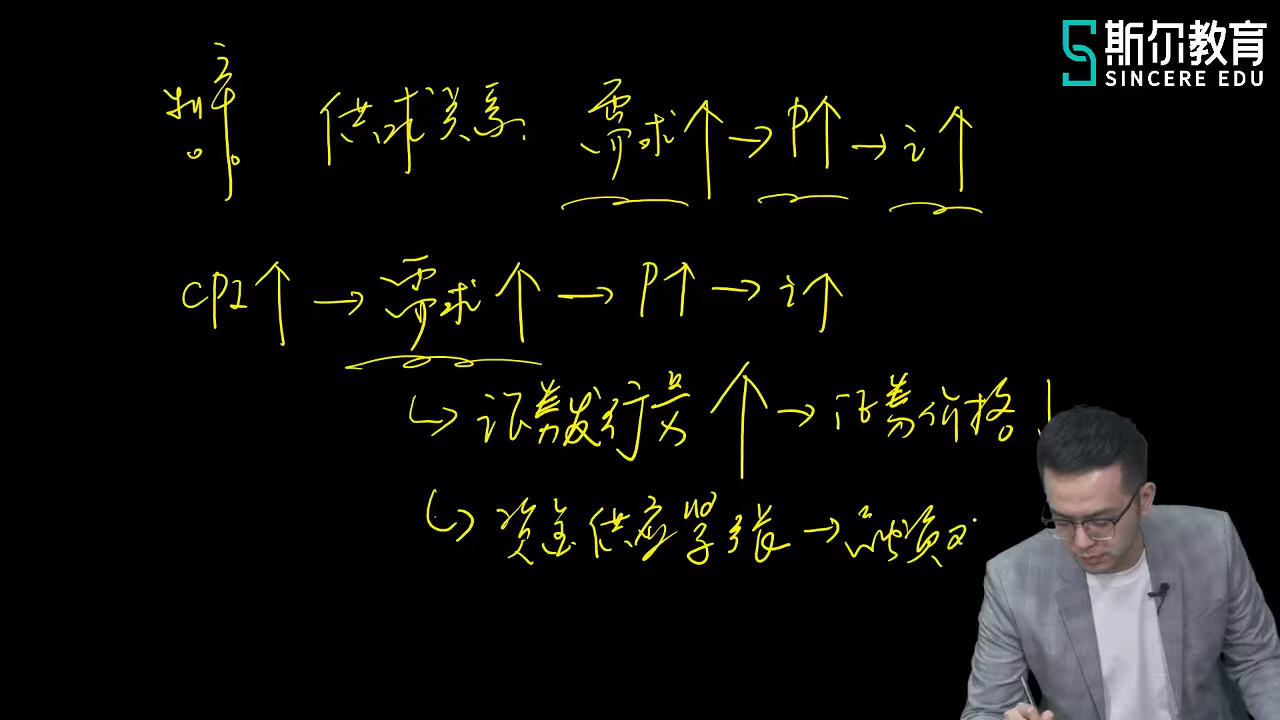 斯尔教育
SINCERE EDU
利率 供求关系 需求↑→P↑→i↑
CPI↑→需求↑→P↑→i↑
↳证券发行量↑→证券价格↓
↳资金供应紧张→融资